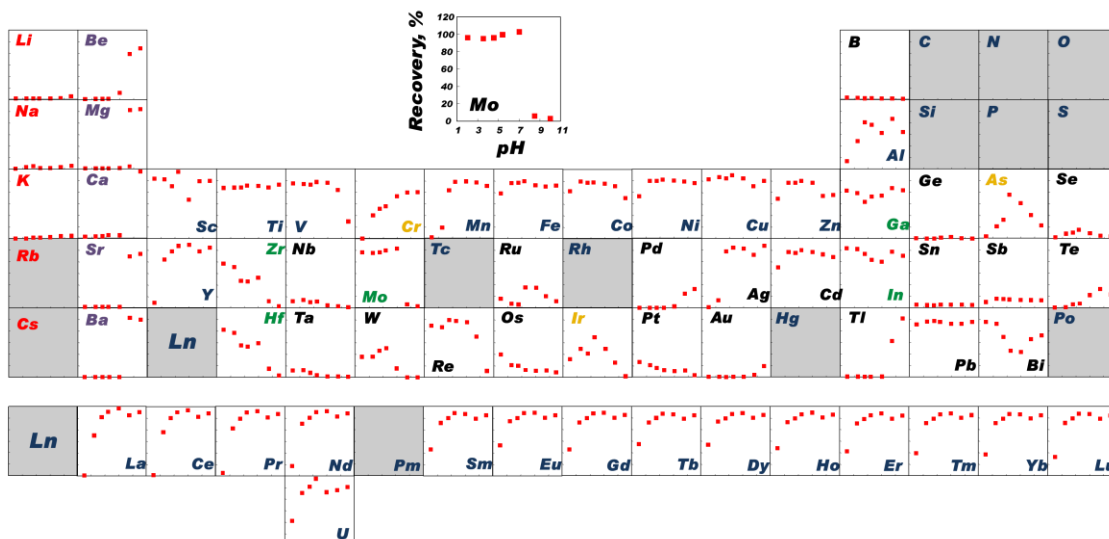 Recovery, %
120
100
80
60
40
20
0
Mo
1 3 5 7 9 11
pH
Li Be B C N O
Na Mg Al Si P S
K Ca Sc Ti V Cr Mn Fe Co Ni Cu Zn Ga Ge As Se
Rb Sr Y Zr Nb Mo Tc Ru Rh Pd Ag Cd In Sn Sb Te
Cs Ba Ln Hf Ta W Re Os Ir Pt Au Hg Tl Pb Bi Po
Ln La Ce Pr Nd Pm Sm Eu Gd Tb Dy Ho Er Tm Yb
U